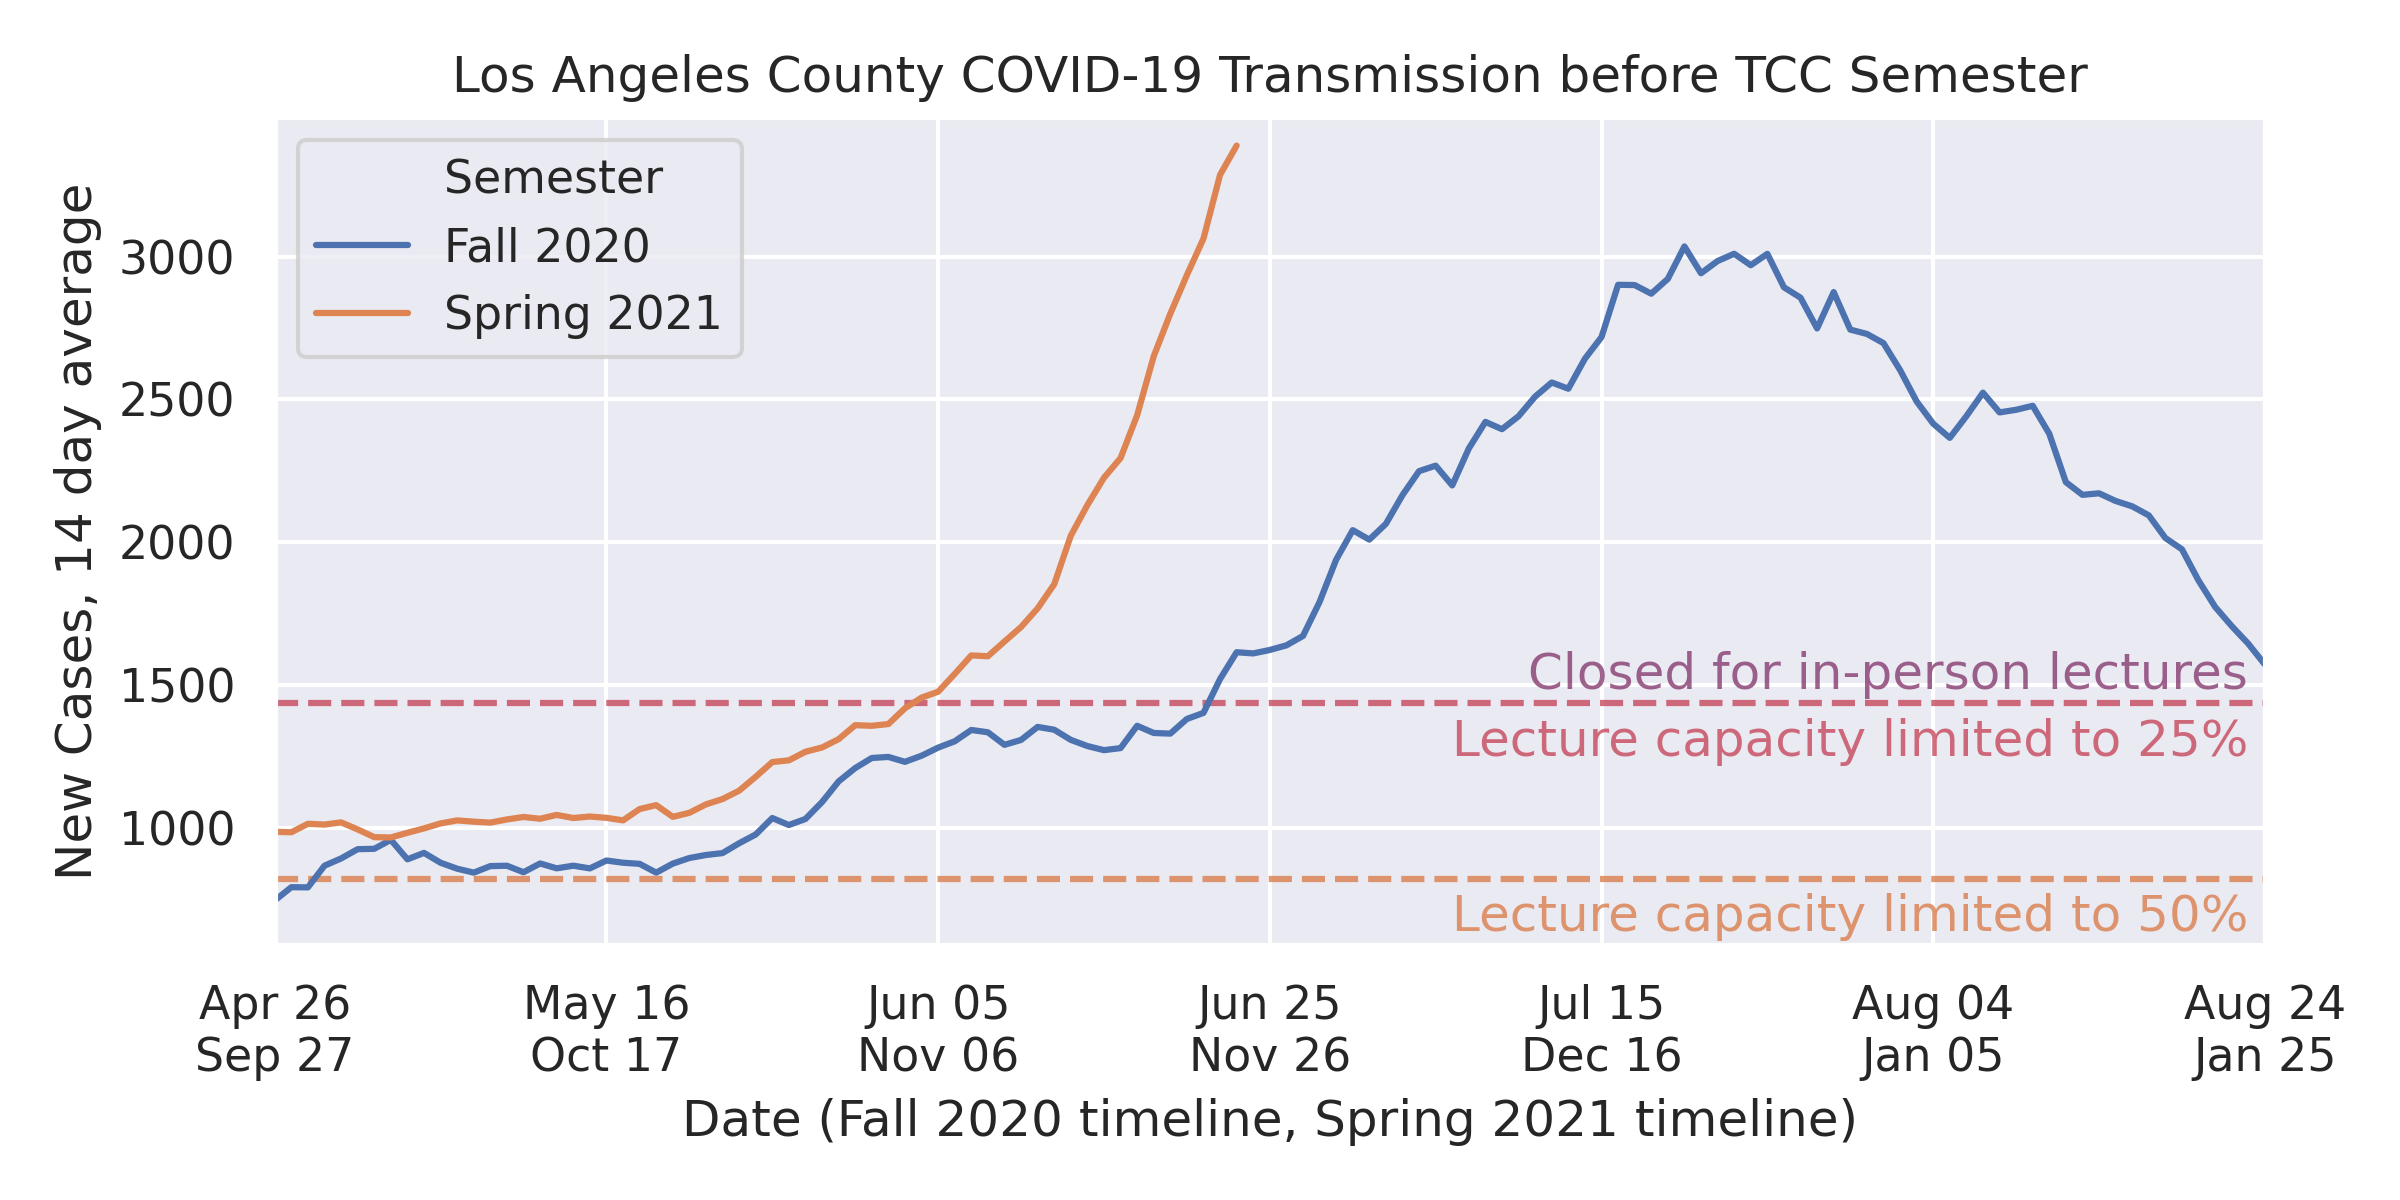 Los Angeles County COVID-19 Transmission before TCC Semester
Semester
Fall 2020
Spring 2021
New Cases, 14 day average
3000
2500
2000
1500
1000
Closed for in-person lectures
Lecture capacity limited to 25%
Lecture capacity limited to 50%
Apr 26 May 16 Jun 05 Jun 25 Jul 15 Aug 04 Aug 24
Sep 27 Oct 17 Nov 06 Nov 26 Dec 16 Jan 05 Jan 25
Date (Fall 2020 timeline, Spring 2021 timeline)